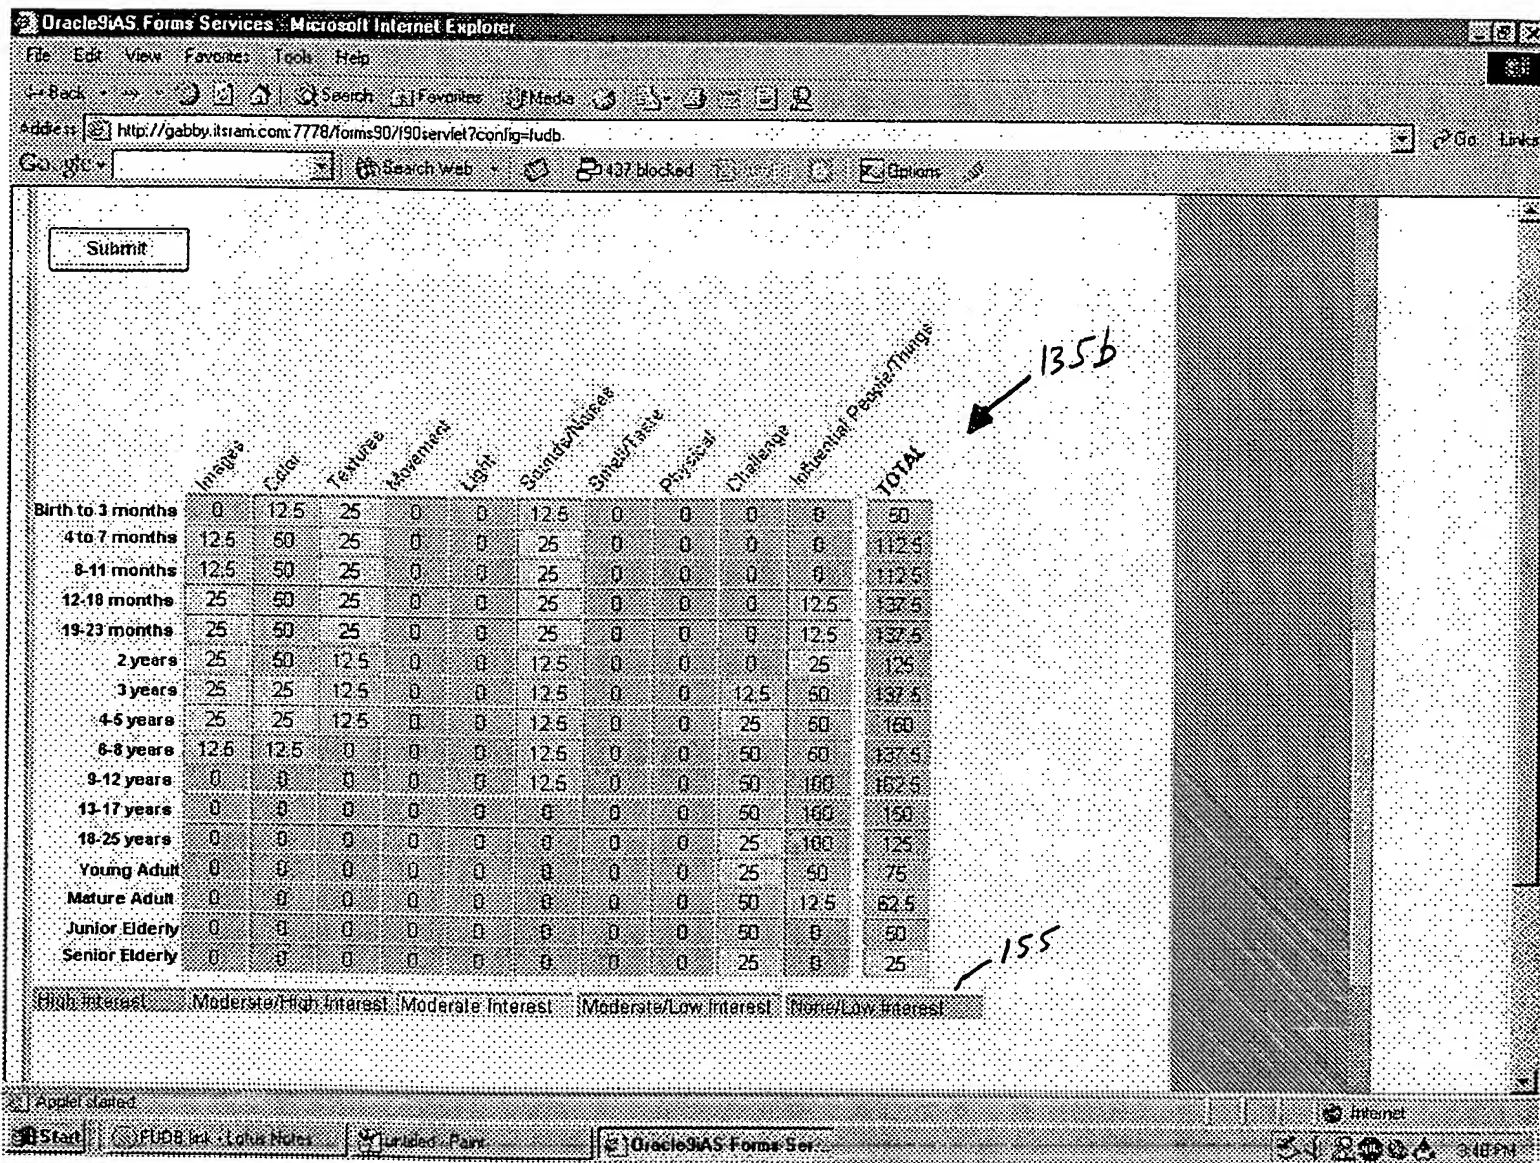 Oracle9iAS Forms Services - Microsoft Internet Explorer
File Edit View Favorites Tools Help
Back Search Favorites Media
Address http://gabby.itsram.com:7778/forms90/f90servlet?config=fudb
Google Search Web 437 blocked Options
Go Links
Submit
135b
Images Color Textures Movement Light Sounds/Noises Smell/Taste Physical Challenge Influential People/Things TOTAL
Birth to 3 months 0 12.5 25 0 0 12.5 0 0 0 0 50
4 to 7 months 12.5 50 25 0 0 25 0 0 0 0 112.5
8-11 months 12.5 50 25 0 0 25 0 0 0 0 112.5
12-18 months 25 50 25 0 0 25 0 0 0 12.5 137.5
19-23 months 25 50 25 0 0 25 0 0 0 12.5 137.5
2 years 25 50 12.5 0 0 12.5 0 0 0 25 125
3 years 25 25 12.5 0 0 12.5 0 0 12.5 50 137.5
4-5 years 25 25 12.5 0 0 12.5 0 0 25 50
6-8 years 12.5 12.5 0 0 0 12.5 0 0 50 50 137.5
9-12 years 0 0 0 0 0 12.5 0 0 50 100 162.5
13-17 years 0 0 0 0 0 0 0 0 50 100 150
18-25 years 0 0 0 0 0 0 0 0 25 100 125
Young Adult 0 0 0 0 0 0 0 0 25 50 75
Mature Adult 0 0 0 0 0 0 0 0 50 12.5 62.5
Junior Elderly 0 0 0 0 0 0 0 0 50 0 50
Senior Elderly 0 0 0 0 0 0 0 0 25 0 25
155
High Interest Moderate/High Interest Moderate Interest Moderate/Low Interest None/Low Interest
Applet started Internet
Start FUDB link - Lotus Notes untitled - Paint Oracle9iAS Forms Ser... 3:40 PM